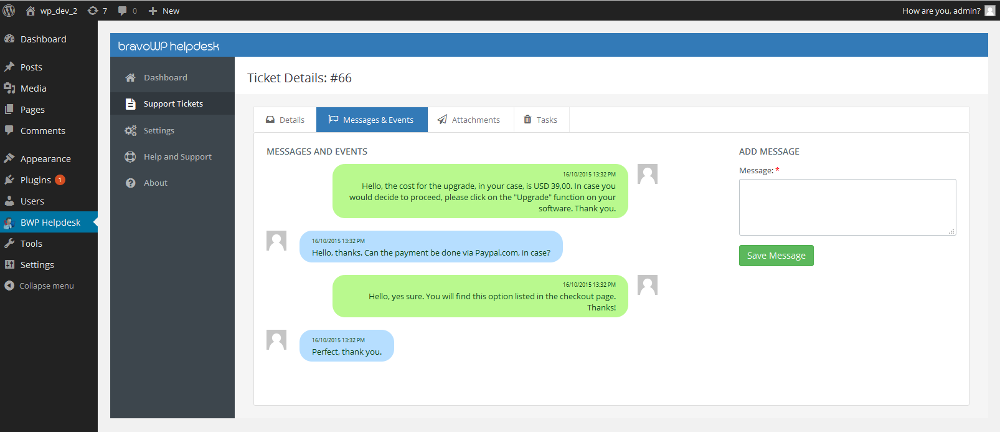 wp_dev_2 7 0 + New How are you, admin?
Dashboard
Posts
Media
Pages
Comments
Appearance
Plugins 1
Users
BWP Helpdesk
Tools
Settings
Collapse menu
bravoWP helpdesk
Dashboard
Support Tickets
Settings
Help and Support
About
Ticket Details: #66
Details Messages & Events Attachments Tasks
MESSAGES AND EVENTS
16/10/2015 13:32 PM
Hello, the cost for the upgrade, in your case, is USD 39,00. In case you
would decide to proceed, please click on the "Upgrade" function on your
software. Thank you.
16/10/2015 13:32 PM
Hello, thanks. Can the payment be done via Paypal.com, in case?
16/10/2015 13:32 PM
Hello, yes sure. You will find this option listed in the checkout page.
Thanks!
16/10/2015 13:32 PM
Perfect, thank you.
ADD MESSAGE
Message: *
Save Message